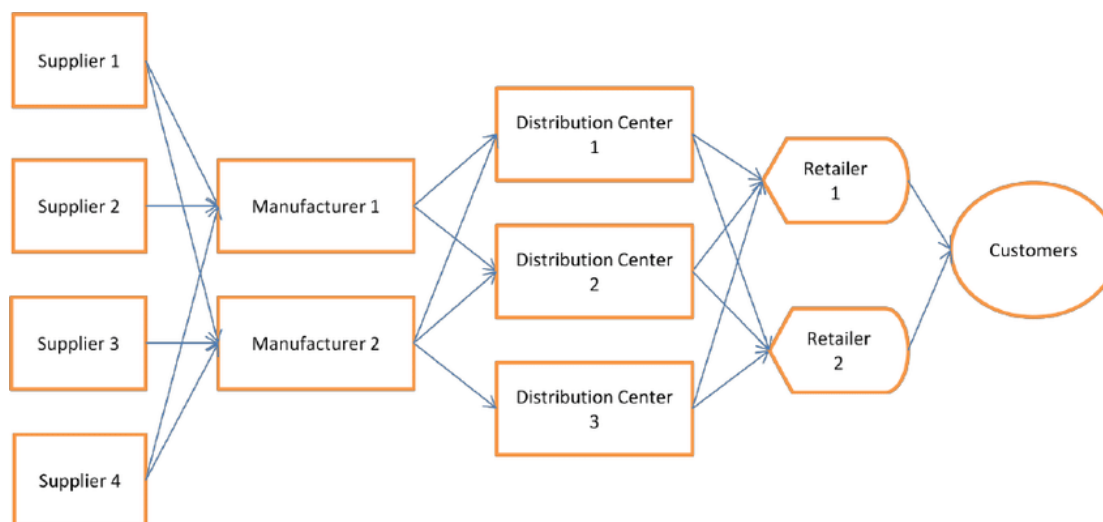 Supplier 1
Supplier 2
Supplier 3
Supplier 4
Manufacturer 1
Manufacturer 2
Distribution Center
1
Distribution Center
2
Distribution Center
3
Retailer
1
Retailer
2
Customers